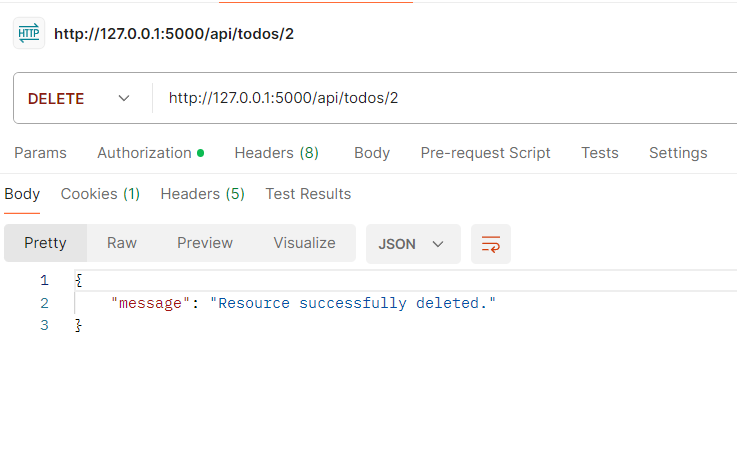 HTTP http://127.0.0.1:5000/api/todos/2
DELETE http://127.0.0.1:5000/api/todos/2
Params Authorization Headers (8) Body Pre-request Script Tests Settings
Body Cookies (1) Headers (5) Test Results
Pretty Raw Preview Visualize JSON
1 {
2 "message": "Resource successfully deleted."
3 }